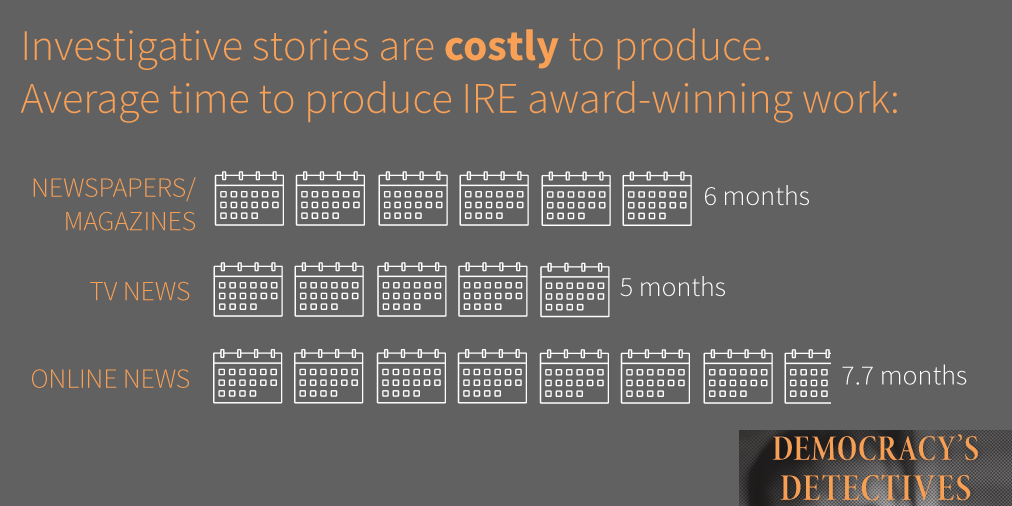 Investigative stories are costly to produce.
Average time to produce IRE award-winning work:
NEWSPAPERS/
MAGAZINES
6 months
TV NEWS
5 months
ONLINE NEWS
7.7 months
DEMOCRACY'S
DETECTIVES